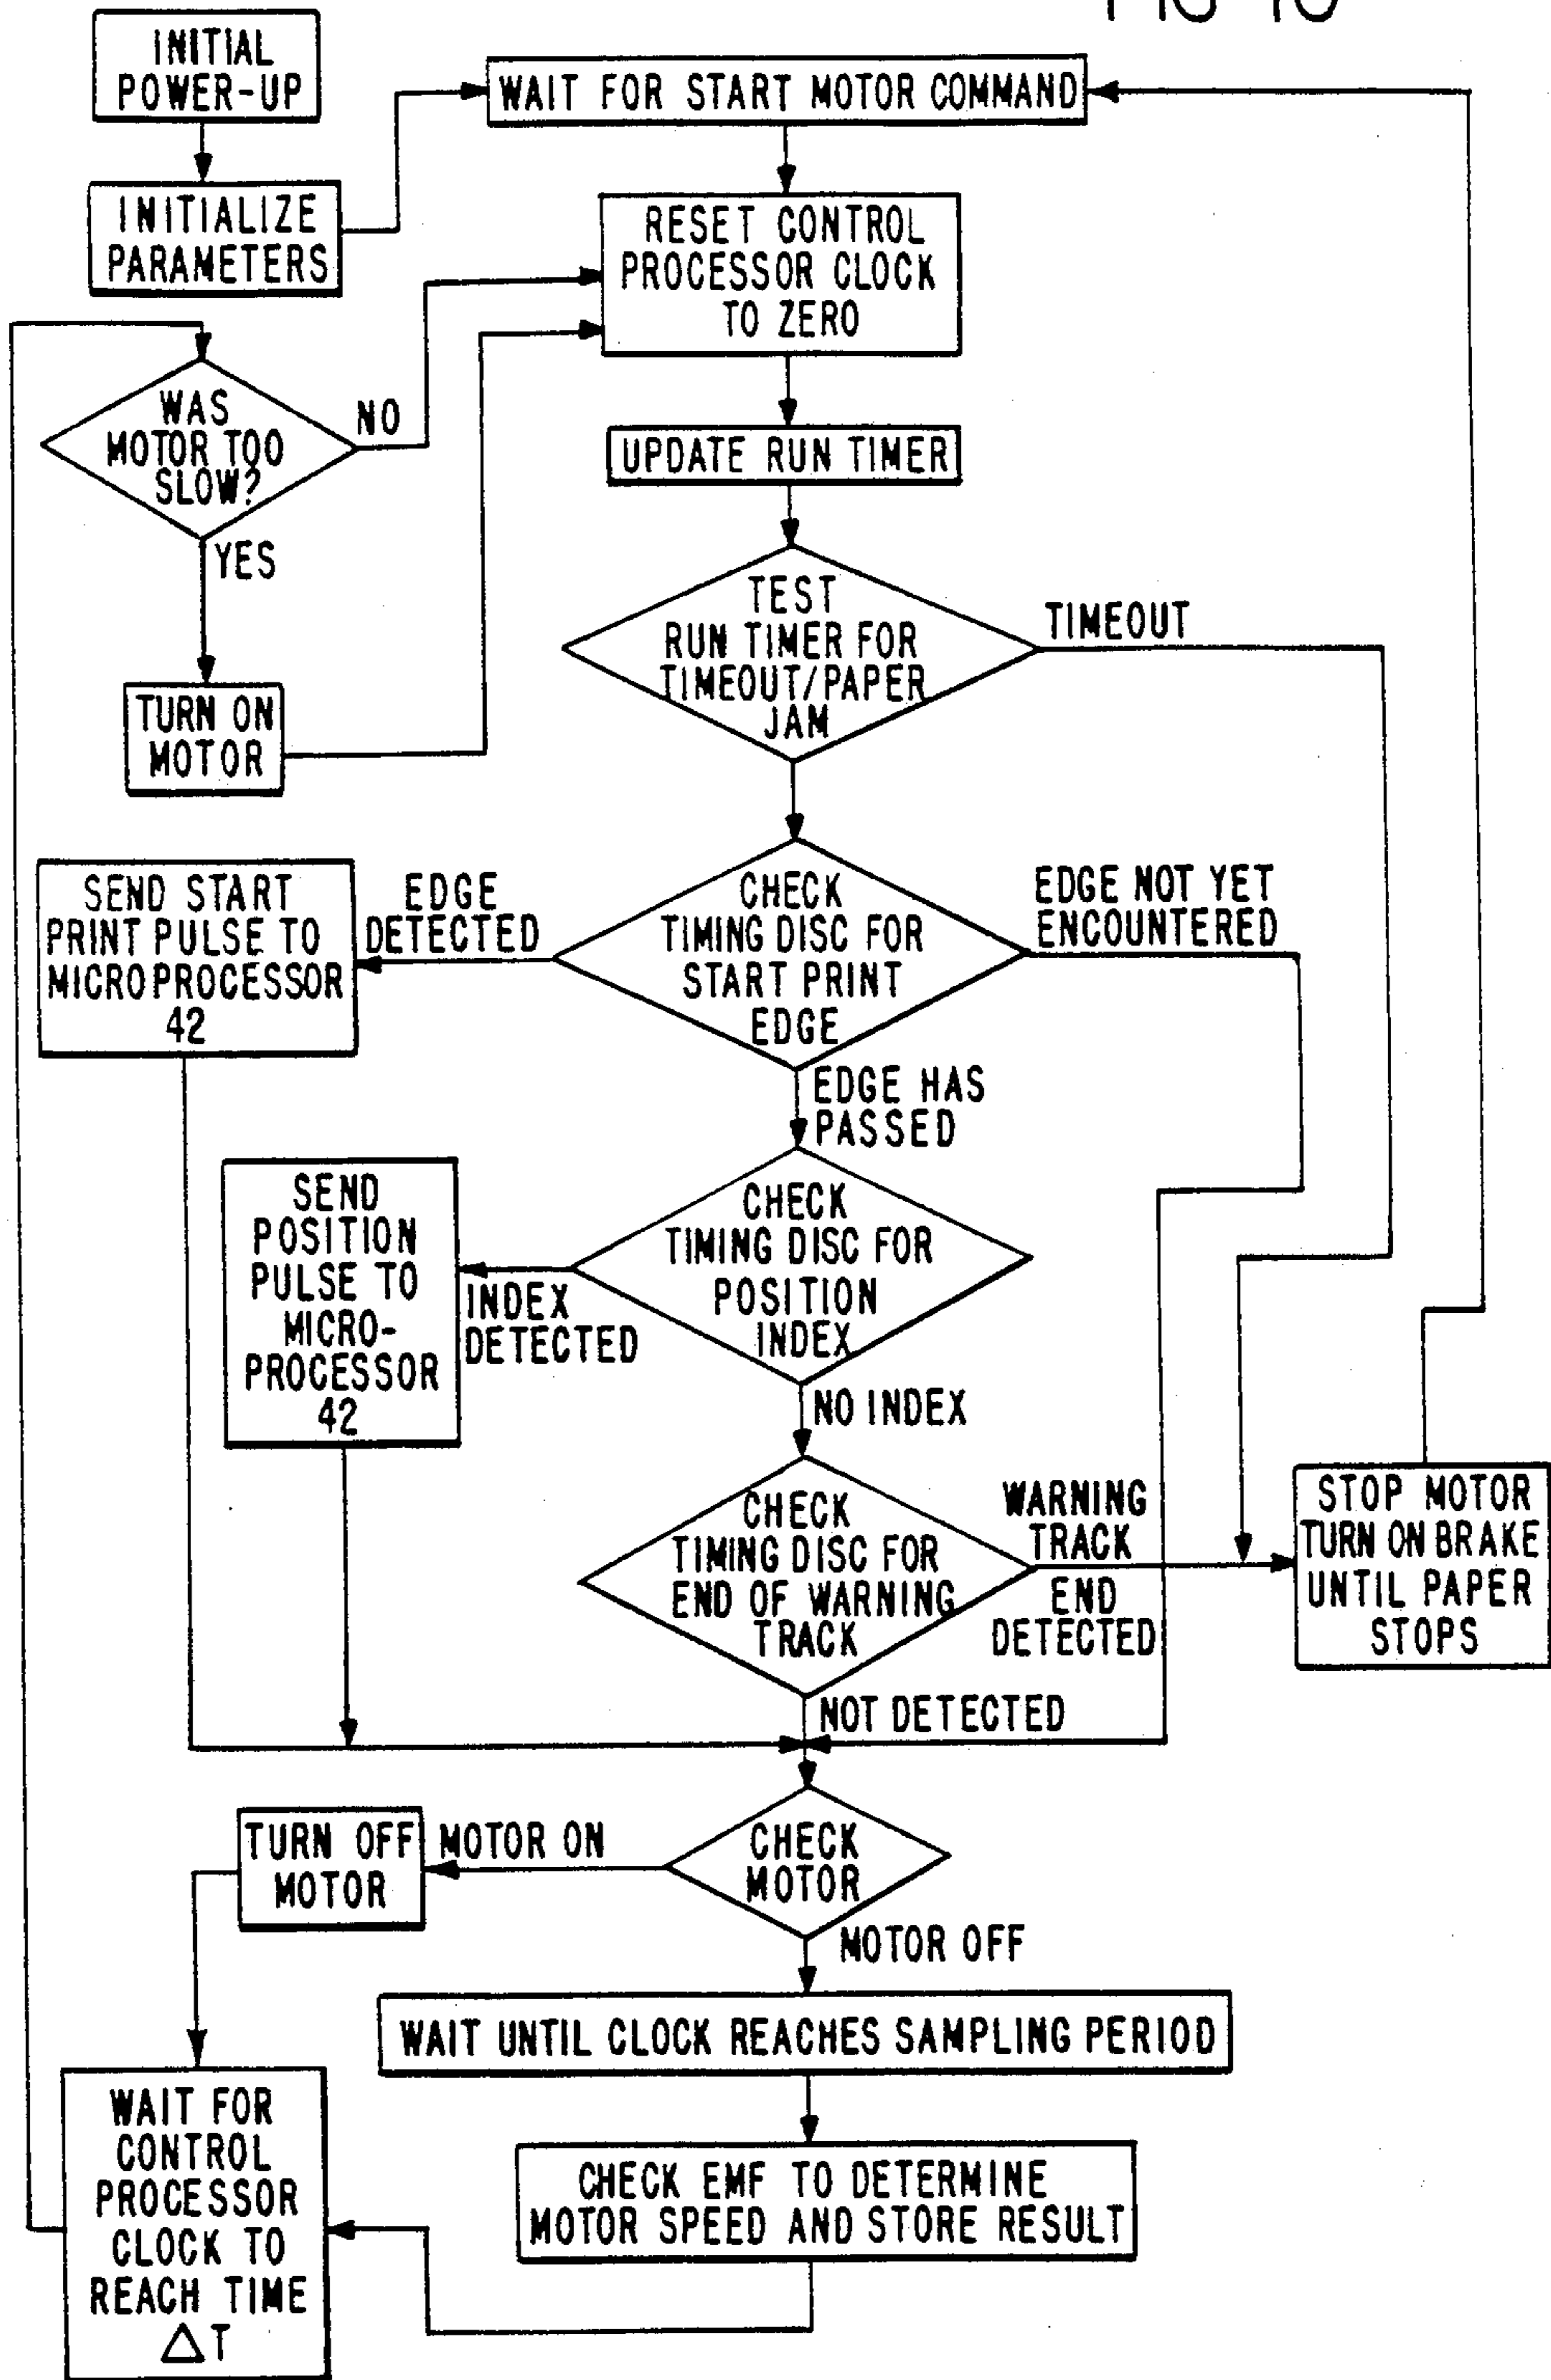 FIG
INITIAL
POWER-UP
WAIT FOR START MOTOR COMMAND
INITIALIZE
PARAMETERS
RESET CONTROL
PROCESSOR CLOCK
TO ZERO
WAS
MOTOR TOO
SLOW?
NO
YES
UPDATE RUN TIMER
TURN ON
MOTOR
TEST
RUN TIMER FOR
TIMEOUT/PAPER
JAM
TIMEOUT
SEND START
PRINT PULSE TO
MICROPROCESSOR
42
EDGE
DETECTED
CHECK
TIMING DISC FOR
START PRINT
EDGE
EDGE NOT YET
ENCOUNTERED
EDGE HAS
PASSED
SEND
POSITION
PULSE TO
MICRO-
PROCESSOR
42
INDEX
DETECTED
CHECK
TIMING DISC FOR
POSITION
INDEX
NO INDEX
CHECK
TIMING DISC FOR
END OF WARNING
TRACK
WARNING
TRACK
END
DETECTED
STOP MOTOR
TURN ON BRAKE
UNTIL PAPER
STOPS
NOT DETECTED
TURN OFF
MOTOR
MOTOR ON
CHECK
MOTOR
MOTOR OFF
WAIT UNTIL CLOCK REACHES SAMPLING PERIOD
WAIT FOR
CONTROL
PROCESSOR
CLOCK TO
REACH TIME
△T
CHECK EMF TO DETERMINE
MOTOR SPEED AND STORE RESULT